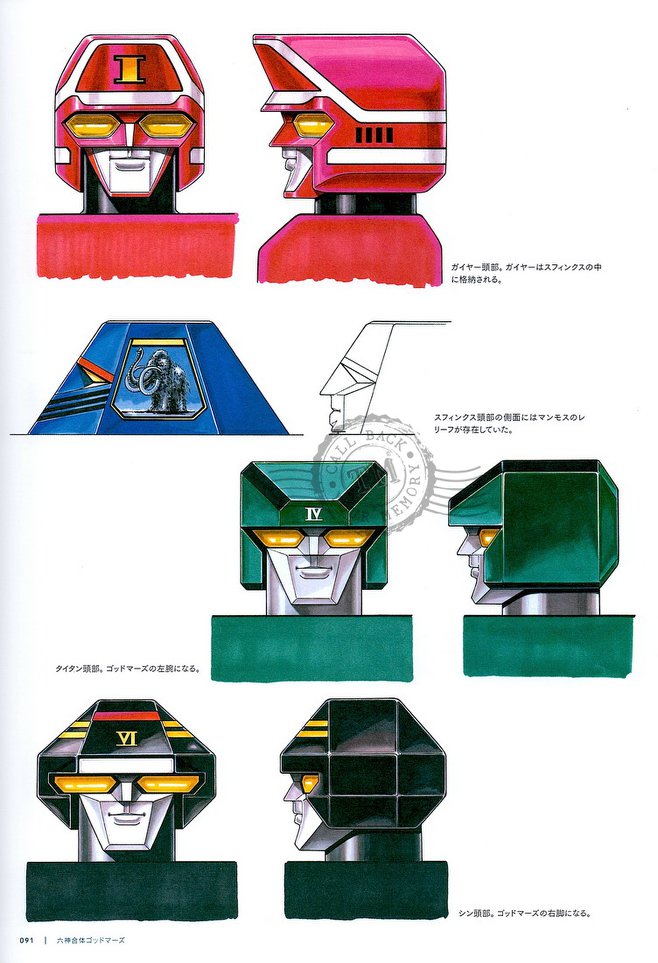 I
ガイヤー頭部。ガイヤーはスフィンクスの中
に格納される。
スフィンクス頭部の側面にはマンモスのレ
リーフが存在していた。
CALL BACK
TM
MEMORY
IV
タイタン頭部。ゴッドマーズの左腕になる。
VI
シン頭部。ゴッドマーズの右脚になる。
091 | 六神合体ゴッドマーズ